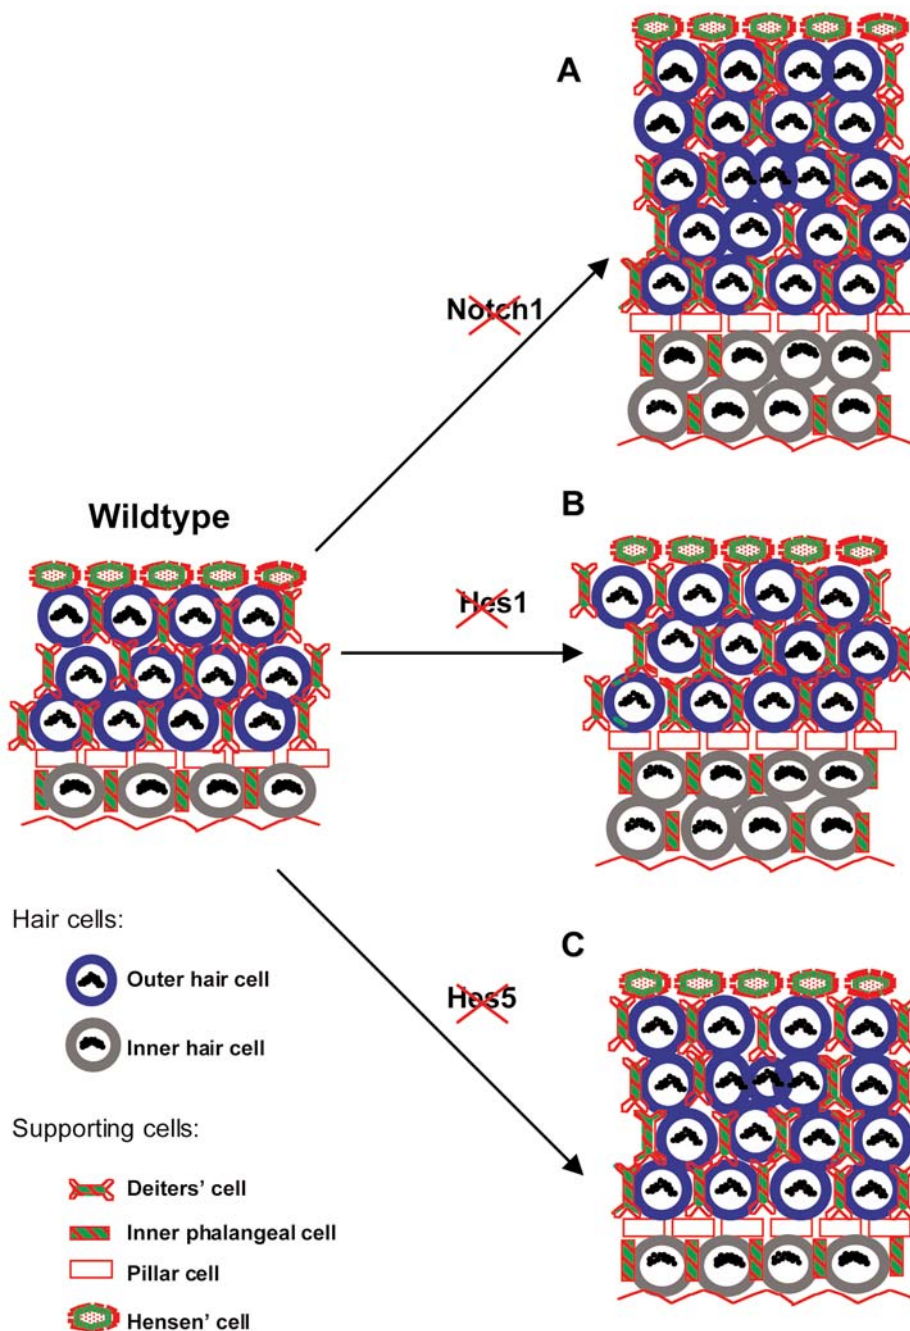 A
Notch1
Wildtype
B
Hes1
C
Hes5
Hair cells:
Outer hair cell
Inner hair cell
Supporting cells:
Deiters' cell
Inner phalangeal cell
Pillar cell
Hensen' cell